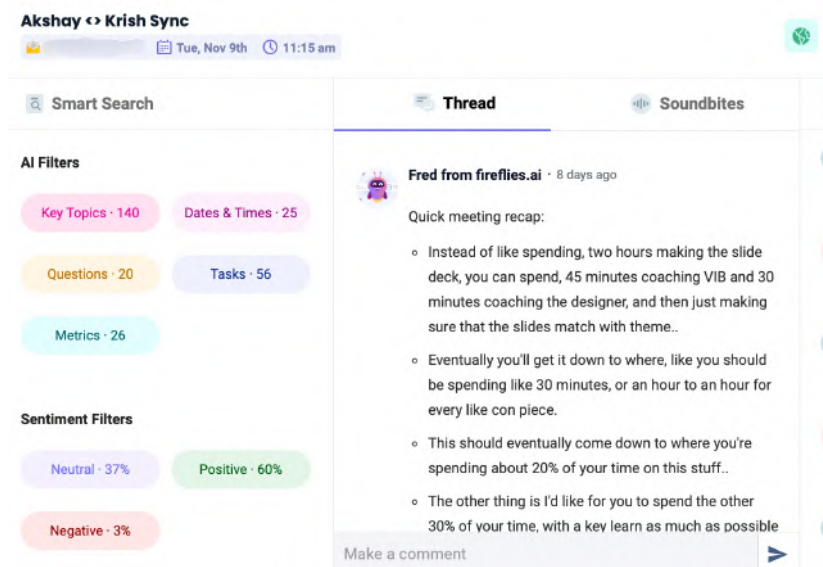 Akshay <> Krish Sync
Tue, Nov 9th 11:15 am
Smart Search
Thread
Soundbites
AI Filters
Key Topics · 140
Dates & Times · 25
Questions · 20
Tasks · 56
Metrics · 26
Sentiment Filters
Neutral · 37%
Positive · 60%
Negative · 3%
Fred from fireflies.ai · 8 days ago
Quick meeting recap:
Instead of like spending, two hours making the slide
deck, you can spend, 45 minutes coaching VIB and 30
minutes coaching the designer, and then just making
sure that the slides match with theme..
Eventually you'll get it down to where, like you should
be spending like 30 minutes, or an hour to an hour for
every like con piece.
This should eventually come down to where you're
spending about 20% of your time on this stuff..
The other thing is I'd like for you to spend the other
30% of your time, with a key learn as much as possible
Make a comment